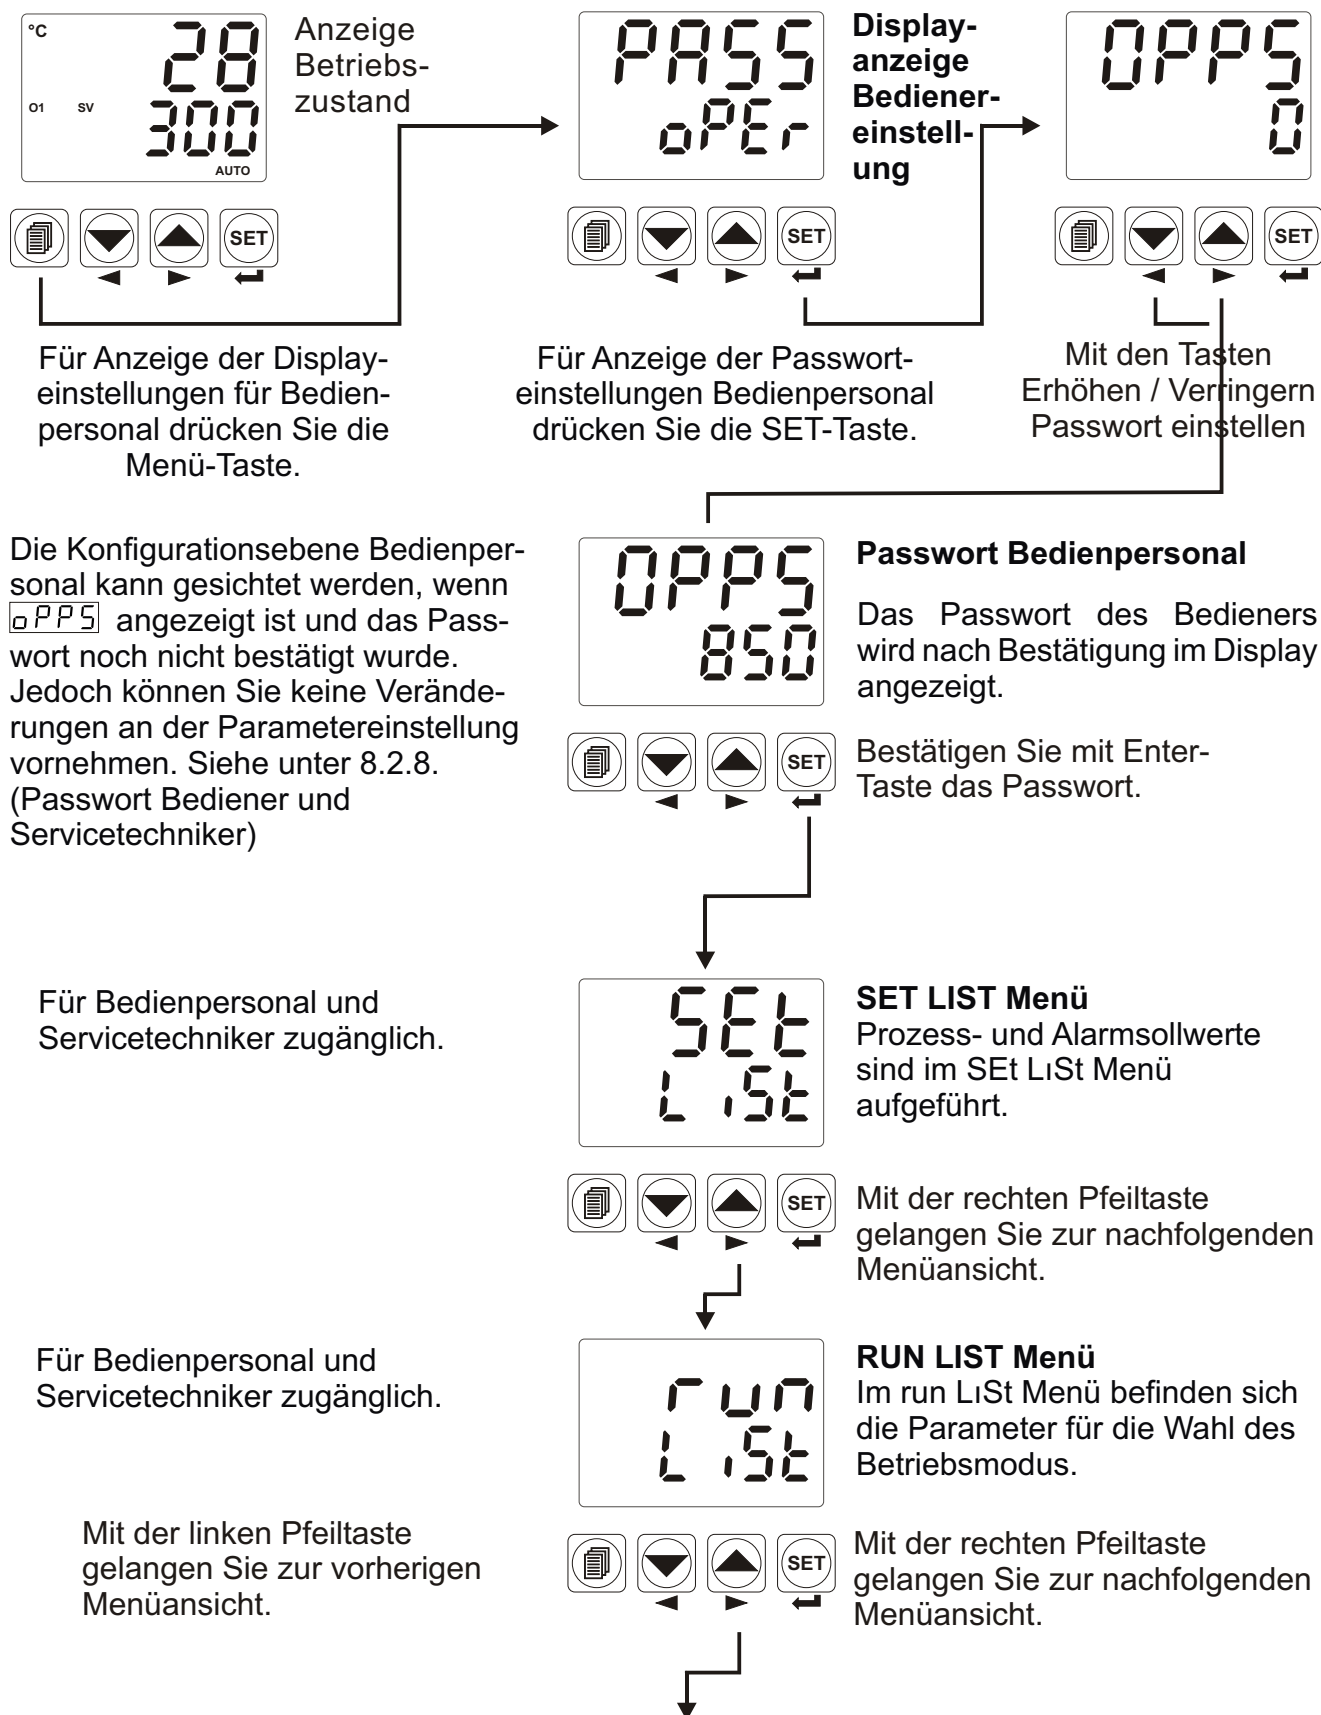 °C
28
O1 SV
300
AUTO
SET
Anzeige
Betriebs-
zustand
PASS
oPEr
SET
Display-
anzeige
Bediener-
einstell-
ung
OPPS
0
SET
Für Anzeige der Display-
einstellungen für Bedien-
personal drücken Sie die
Menü-Taste.
Für Anzeige der Passwort-
einstellungen Bedienpersonal
drücken Sie die SET-Taste.
Mit den Tasten
Erhöhen / Verringern
Passwort einstellen
Die Konfigurationsebene Bedienper-
sonal kann gesichtet werden, wenn
oPPS angezeigt ist und das Pass-
wort noch nicht bestätigt wurde.
Jedoch können Sie keine Verände-
rungen an der Parametereinstellung
vornehmen. Siehe unter 8.2.8.
(Passwort Bediener und
Servicetechniker)
OPPS
850
SET
Passwort Bedienpersonal
Das Passwort des Bedieners
wird nach Bestätigung im Display
angezeigt.
Bestätigen Sie mit Enter-
Taste das Passwort.
Für Bedienpersonal und
Servicetechniker zugänglich.
SEt
LiSt
SET
SET LIST Menü
Prozess- und Alarmsollwerte
sind im SEt LıSt Menü
aufgeführt.
Mit der rechten Pfeiltaste
gelangen Sie zur nachfolgenden
Menüansicht.
Für Bedienpersonal und
Servicetechniker zugänglich.
run
LiSt
RUN LIST Menü
Im run LıSt Menü befinden sich
die Parameter für die Wahl des
Betriebsmodus.
Mit der linken Pfeiltaste
gelangen Sie zur vorherigen
Menüansicht.
SET
Mit der rechten Pfeiltaste
gelangen Sie zur nachfolgenden
Menüansicht.